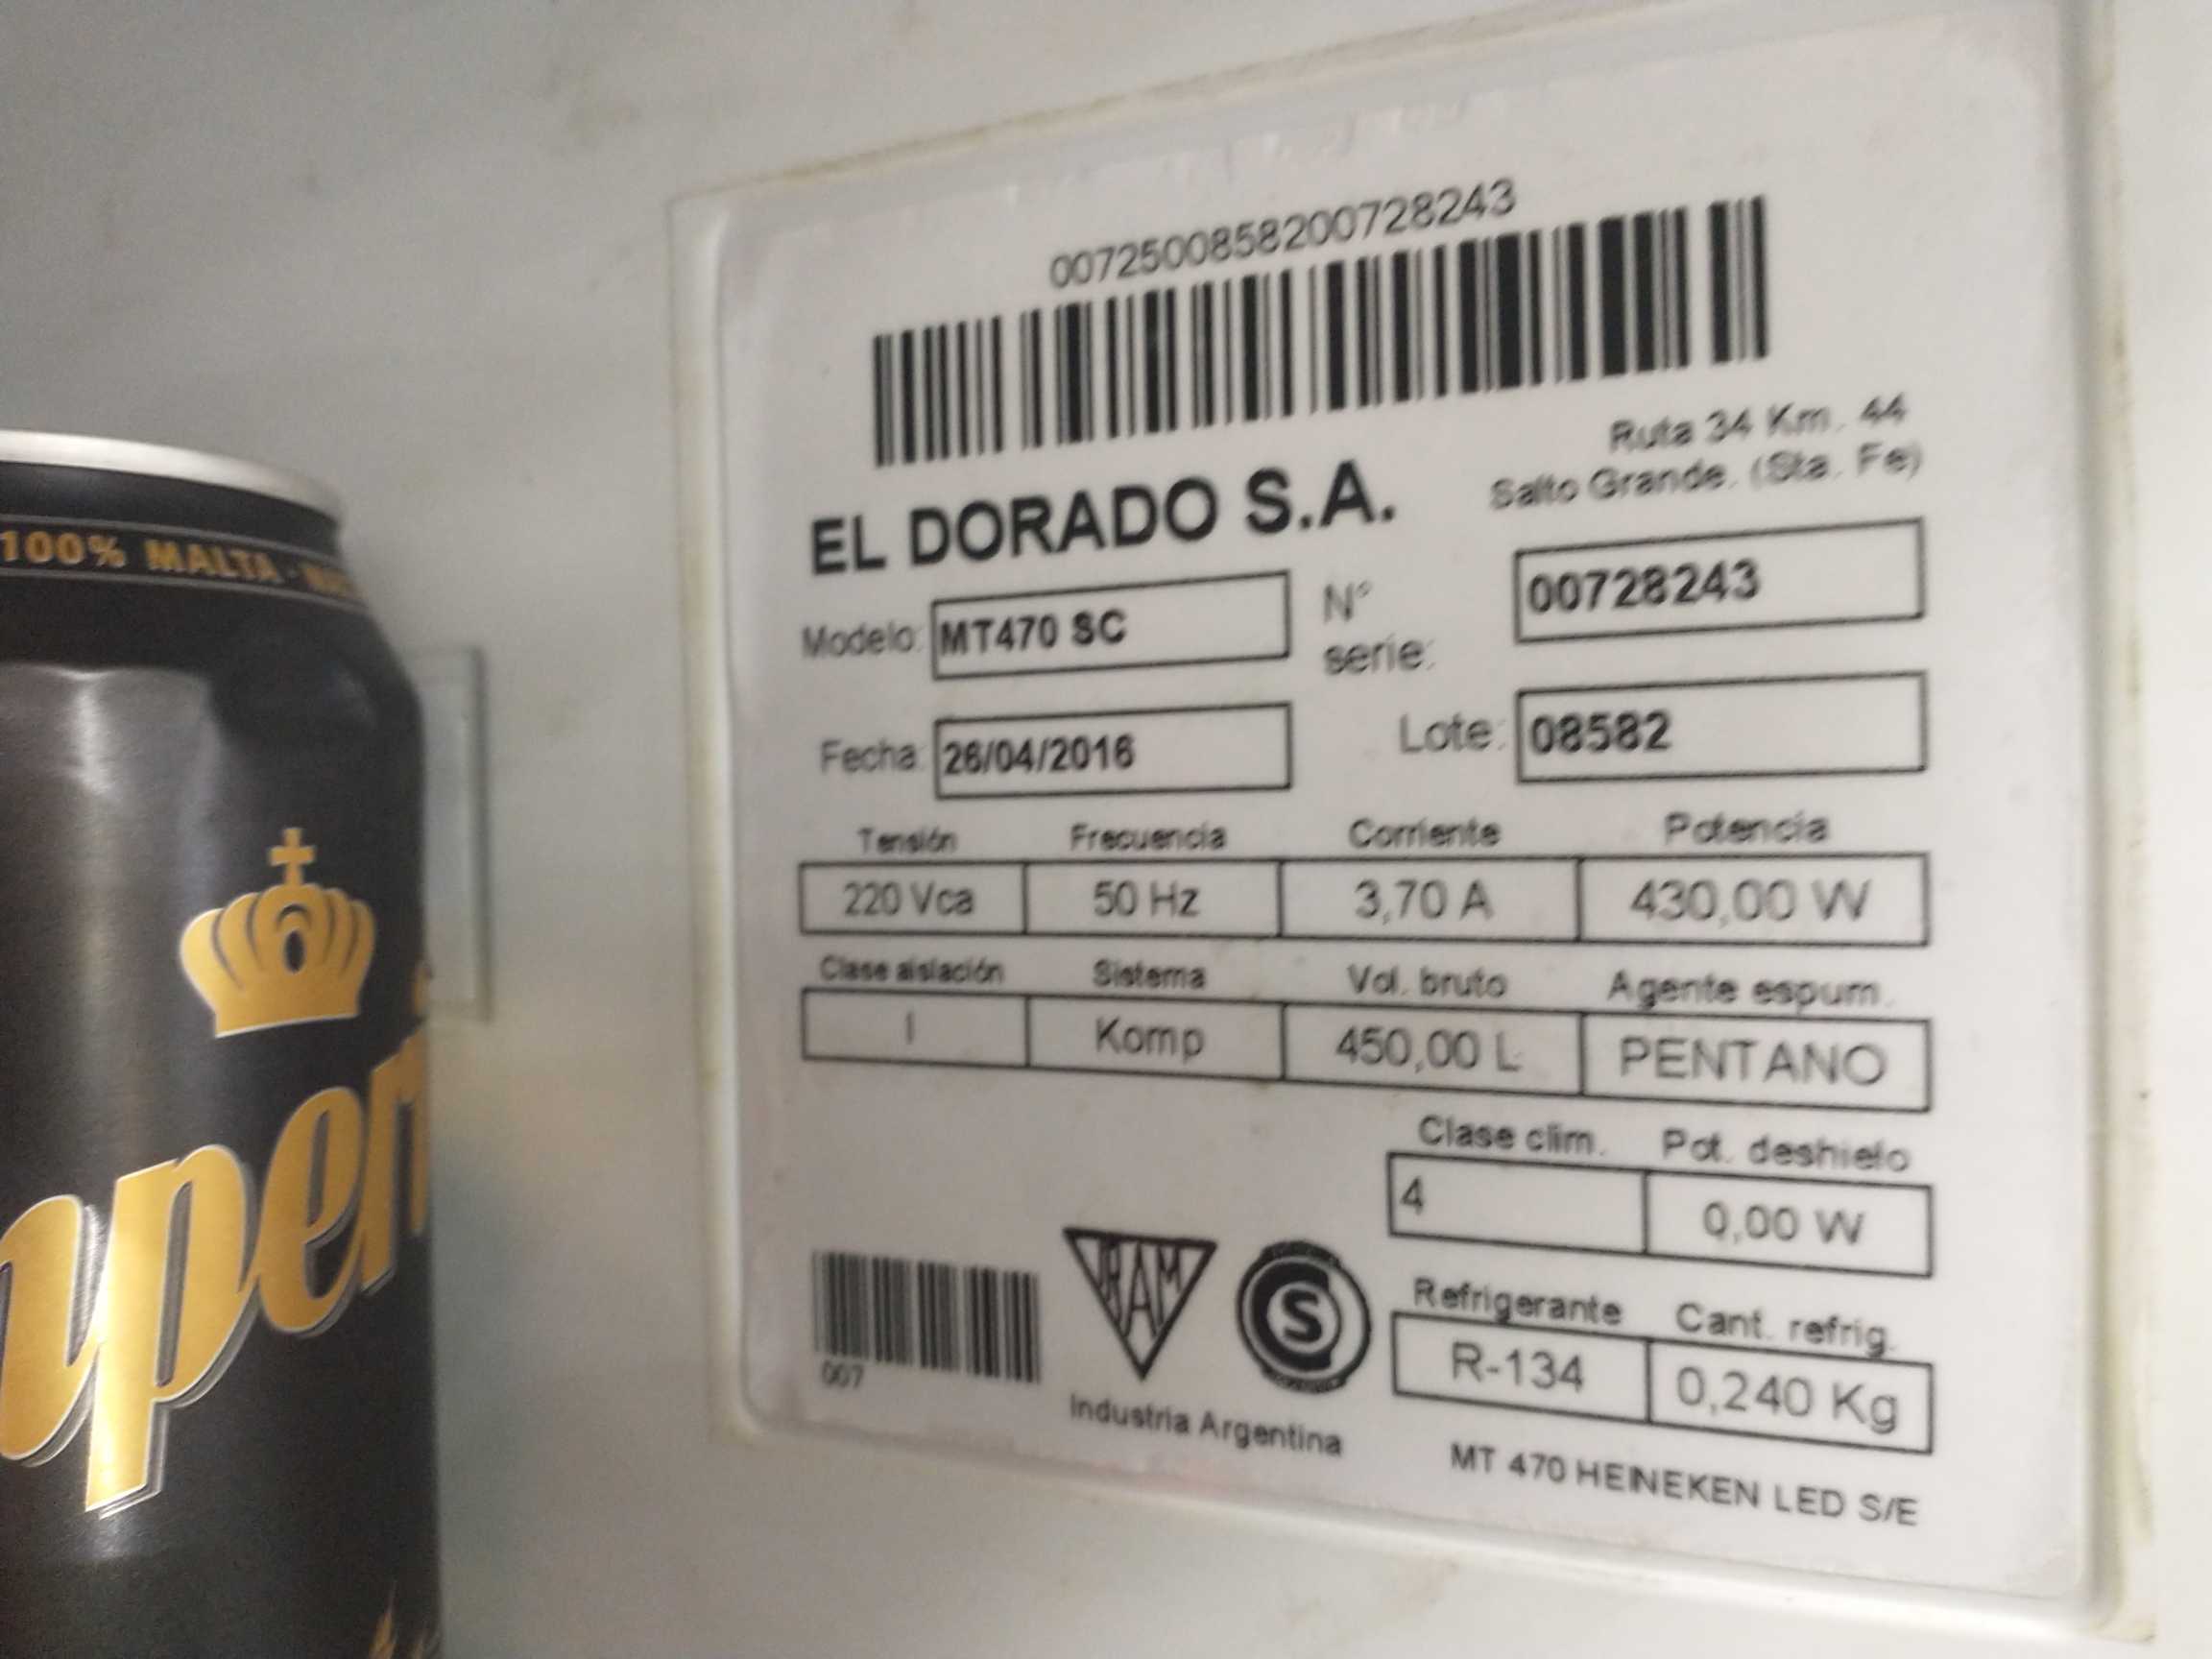 0072500858200728243
EL DORADO S.A.
Ruta 34 Km. 44
Salto Grande. (Sta. Fe)
Modelo: MT470 SC
N° serie: 00728243
Fecha: 26/04/2016
Lote: 08582
Tensión Frecuencia Corriente Potencia
220 Vca 50 Hz 3,70 A 430,00 W
Clase aislación Sistema Vol. bruto Agente espum.
I Komp 450,00 L PENTANO
Clase clim. Pot. deshielo
4 0,00 W
Refrigerante Cant. refrig.
R-134 0,240 Kg
007
IRAM
S
Industria Argentina
MT 470 HEINEKEN LED S/E
100% MALTA